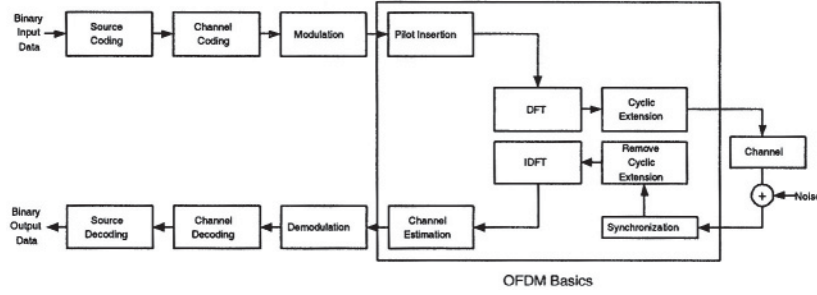 Binary
Input
Data
Source
Coding
Channel
Coding
Modulation
Pilot Insertion
DFT
Cyclic
Extension
IDFT
Remove
Cyclic
Extension
Channel
+
Noise
Binary
Output
Data
Source
Decoding
Channel
Decoding
Demodulation
Channel
Estimation
Synchronization
OFDM Basics